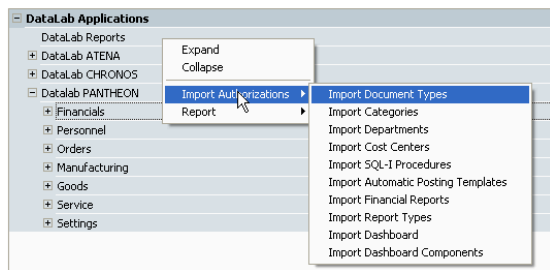 DataLab Applications
DataLab Reports
DataLab ATENA
DataLab CHRONOS
Datalab PANTHEON
Financials
Personnel
Orders
Manufacturing
Goods
Service
Settings
Expand
Collapse
Import Authorizations
Report
Import Document Types
Import Categories
Import Departments
Import Cost Centers
Import SQL-I Procedures
Import Automatic Posting Templates
Import Financial Reports
Import Report Types
Import Dashboard
Import Dashboard Components